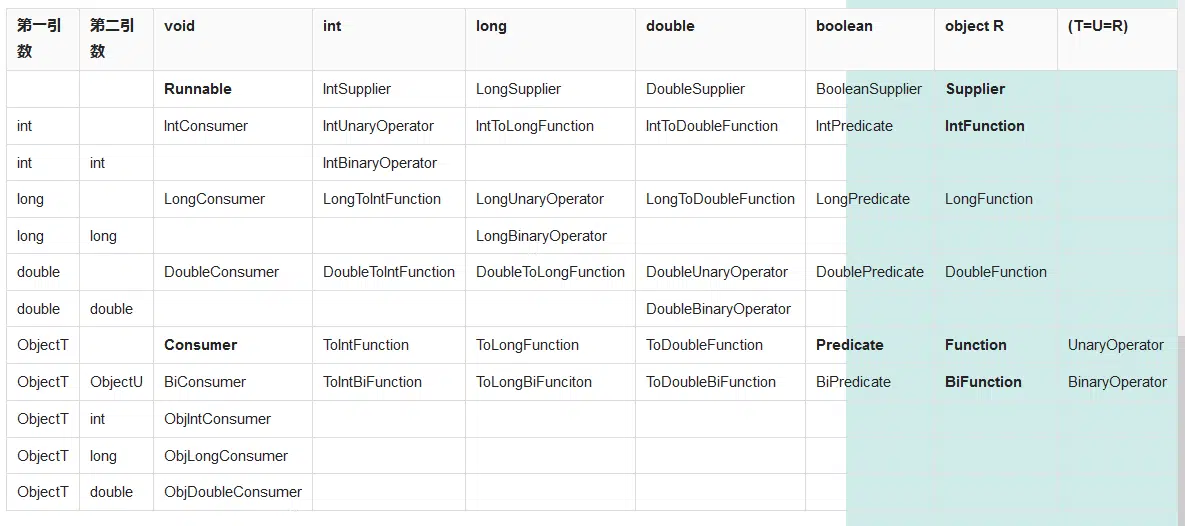 第一引数 第二引数 void int long double boolean object R (T=U=R)
Runnable IntSupplier LongSupplier DoubleSupplier BooleanSupplier Supplier
int IntConsumer IntUnaryOperator IntToLongFunction IntToDoubleFunction IntPredicate IntFunction
int int IntBinaryOperator
long LongConsumer LongToIntFunction LongUnaryOperator LongToDoubleFunction LongPredicate LongFunction
long long LongBinaryOperator
double DoubleConsumer DoubleToIntFunction DoubleToLongFunction DoubleUnaryOperator DoublePredicate DoubleFunction
double double DoubleBinaryOperator
ObjectT Consumer ToIntFunction ToLongFunction ToDoubleFunction Predicate Function UnaryOperator
ObjectT ObjectU BiConsumer ToIntBiFunction ToLongBiFunciton ToDoubleBiFunction BiPredicate BiFunction BinaryOperator
ObjectT int ObjIntConsumer
ObjectT long ObjLongConsumer
ObjectT double ObjDoubleConsumer